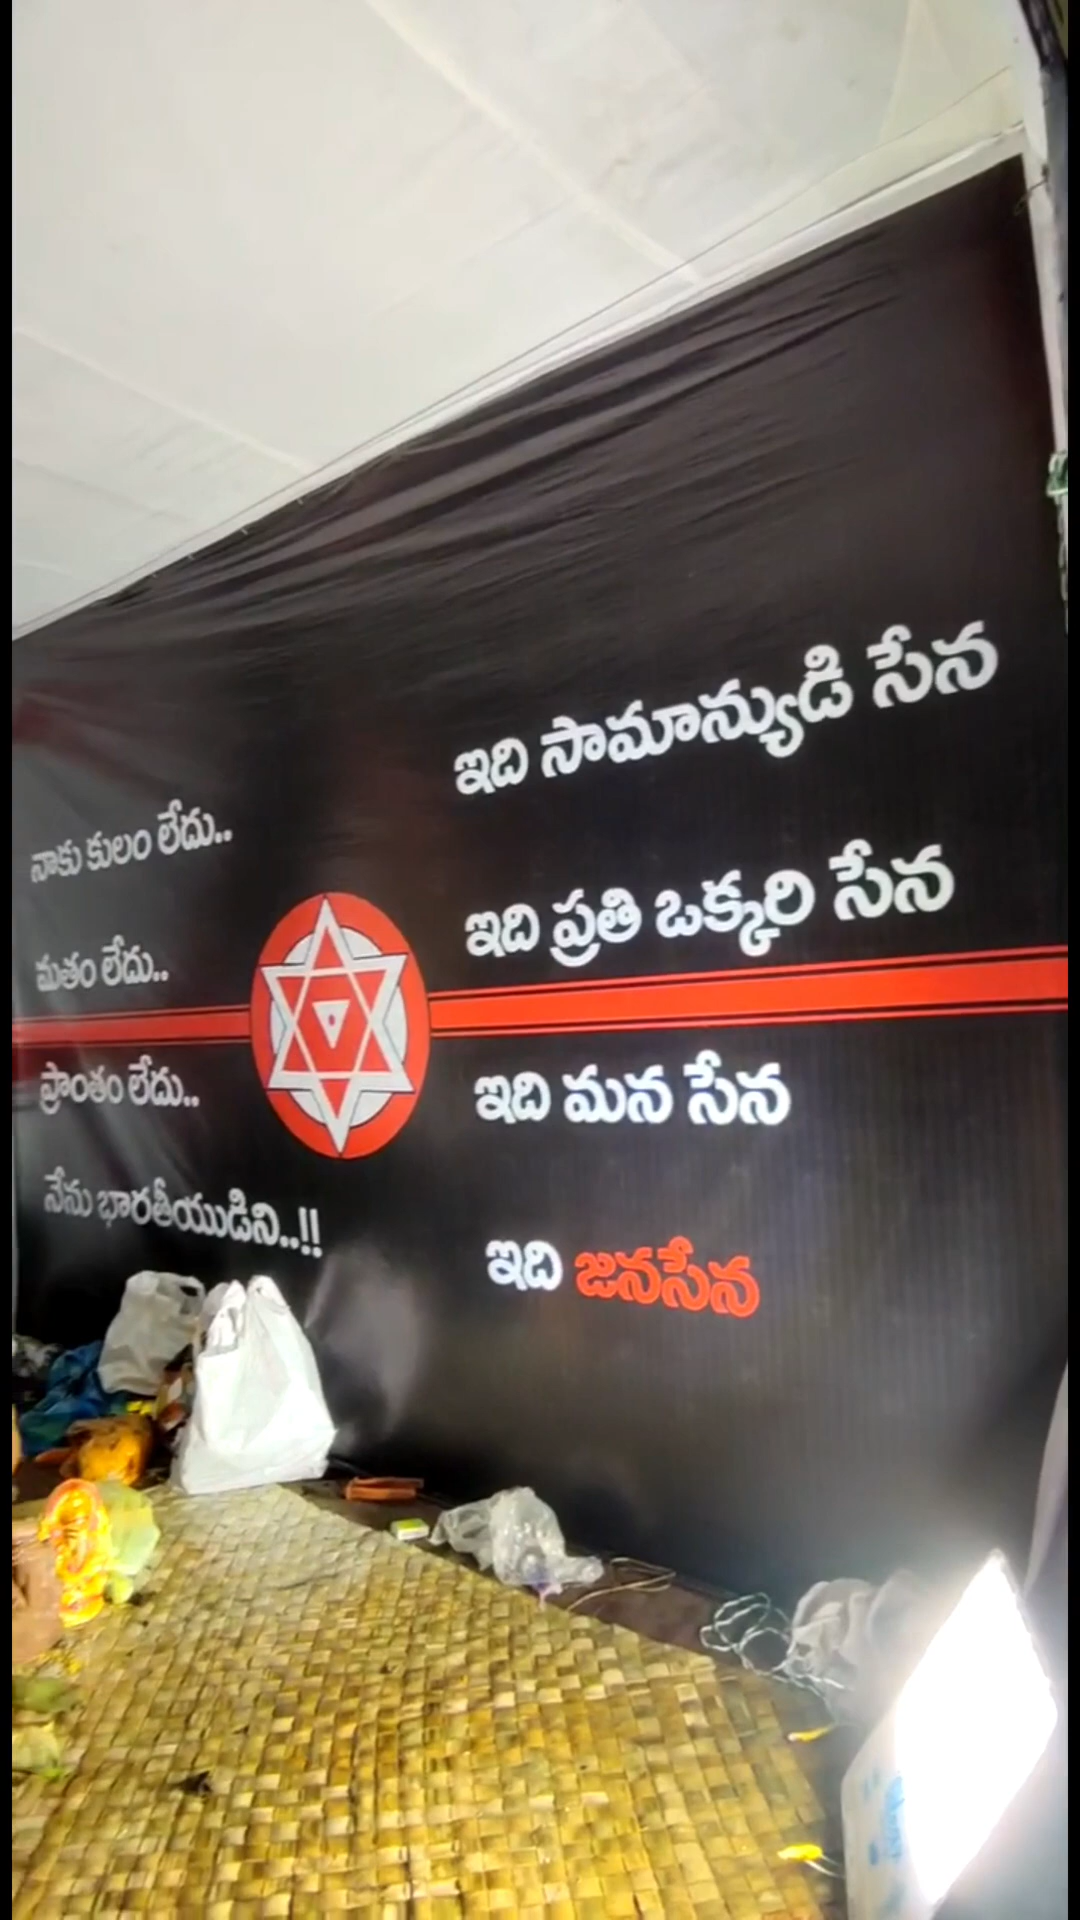 నాకు కులం లేదు..
మతం లేదు..
ప్రాంతం లేదు..
నేను భారతీయుడిని..!!
ఇది సామాన్యుడి సేన
ఇది ప్రతి ఒక్కరి సేన
ఇది మన సేన
ఇది జనసేన